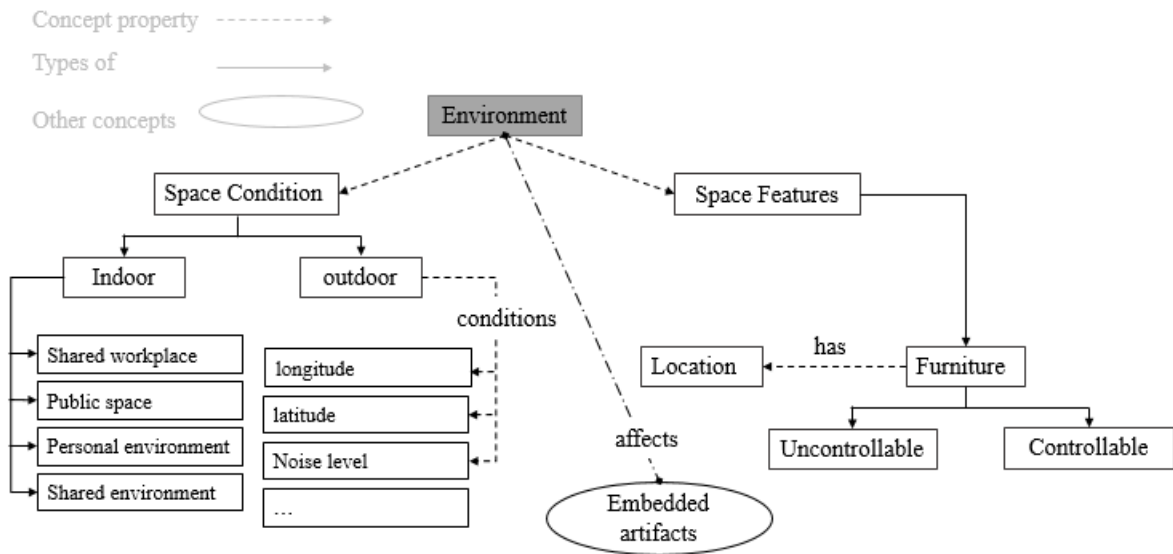 Concept property
Types of
Other concepts
Environment
Space Condition
Space Features
Indoor
outdoor
conditions
Shared workplace
Public space
Personal environment
Shared environment
longitude
latitude
Noise level
...
Location
has
Furniture
Uncontrollable
Controllable
affects
Embedded
artifacts